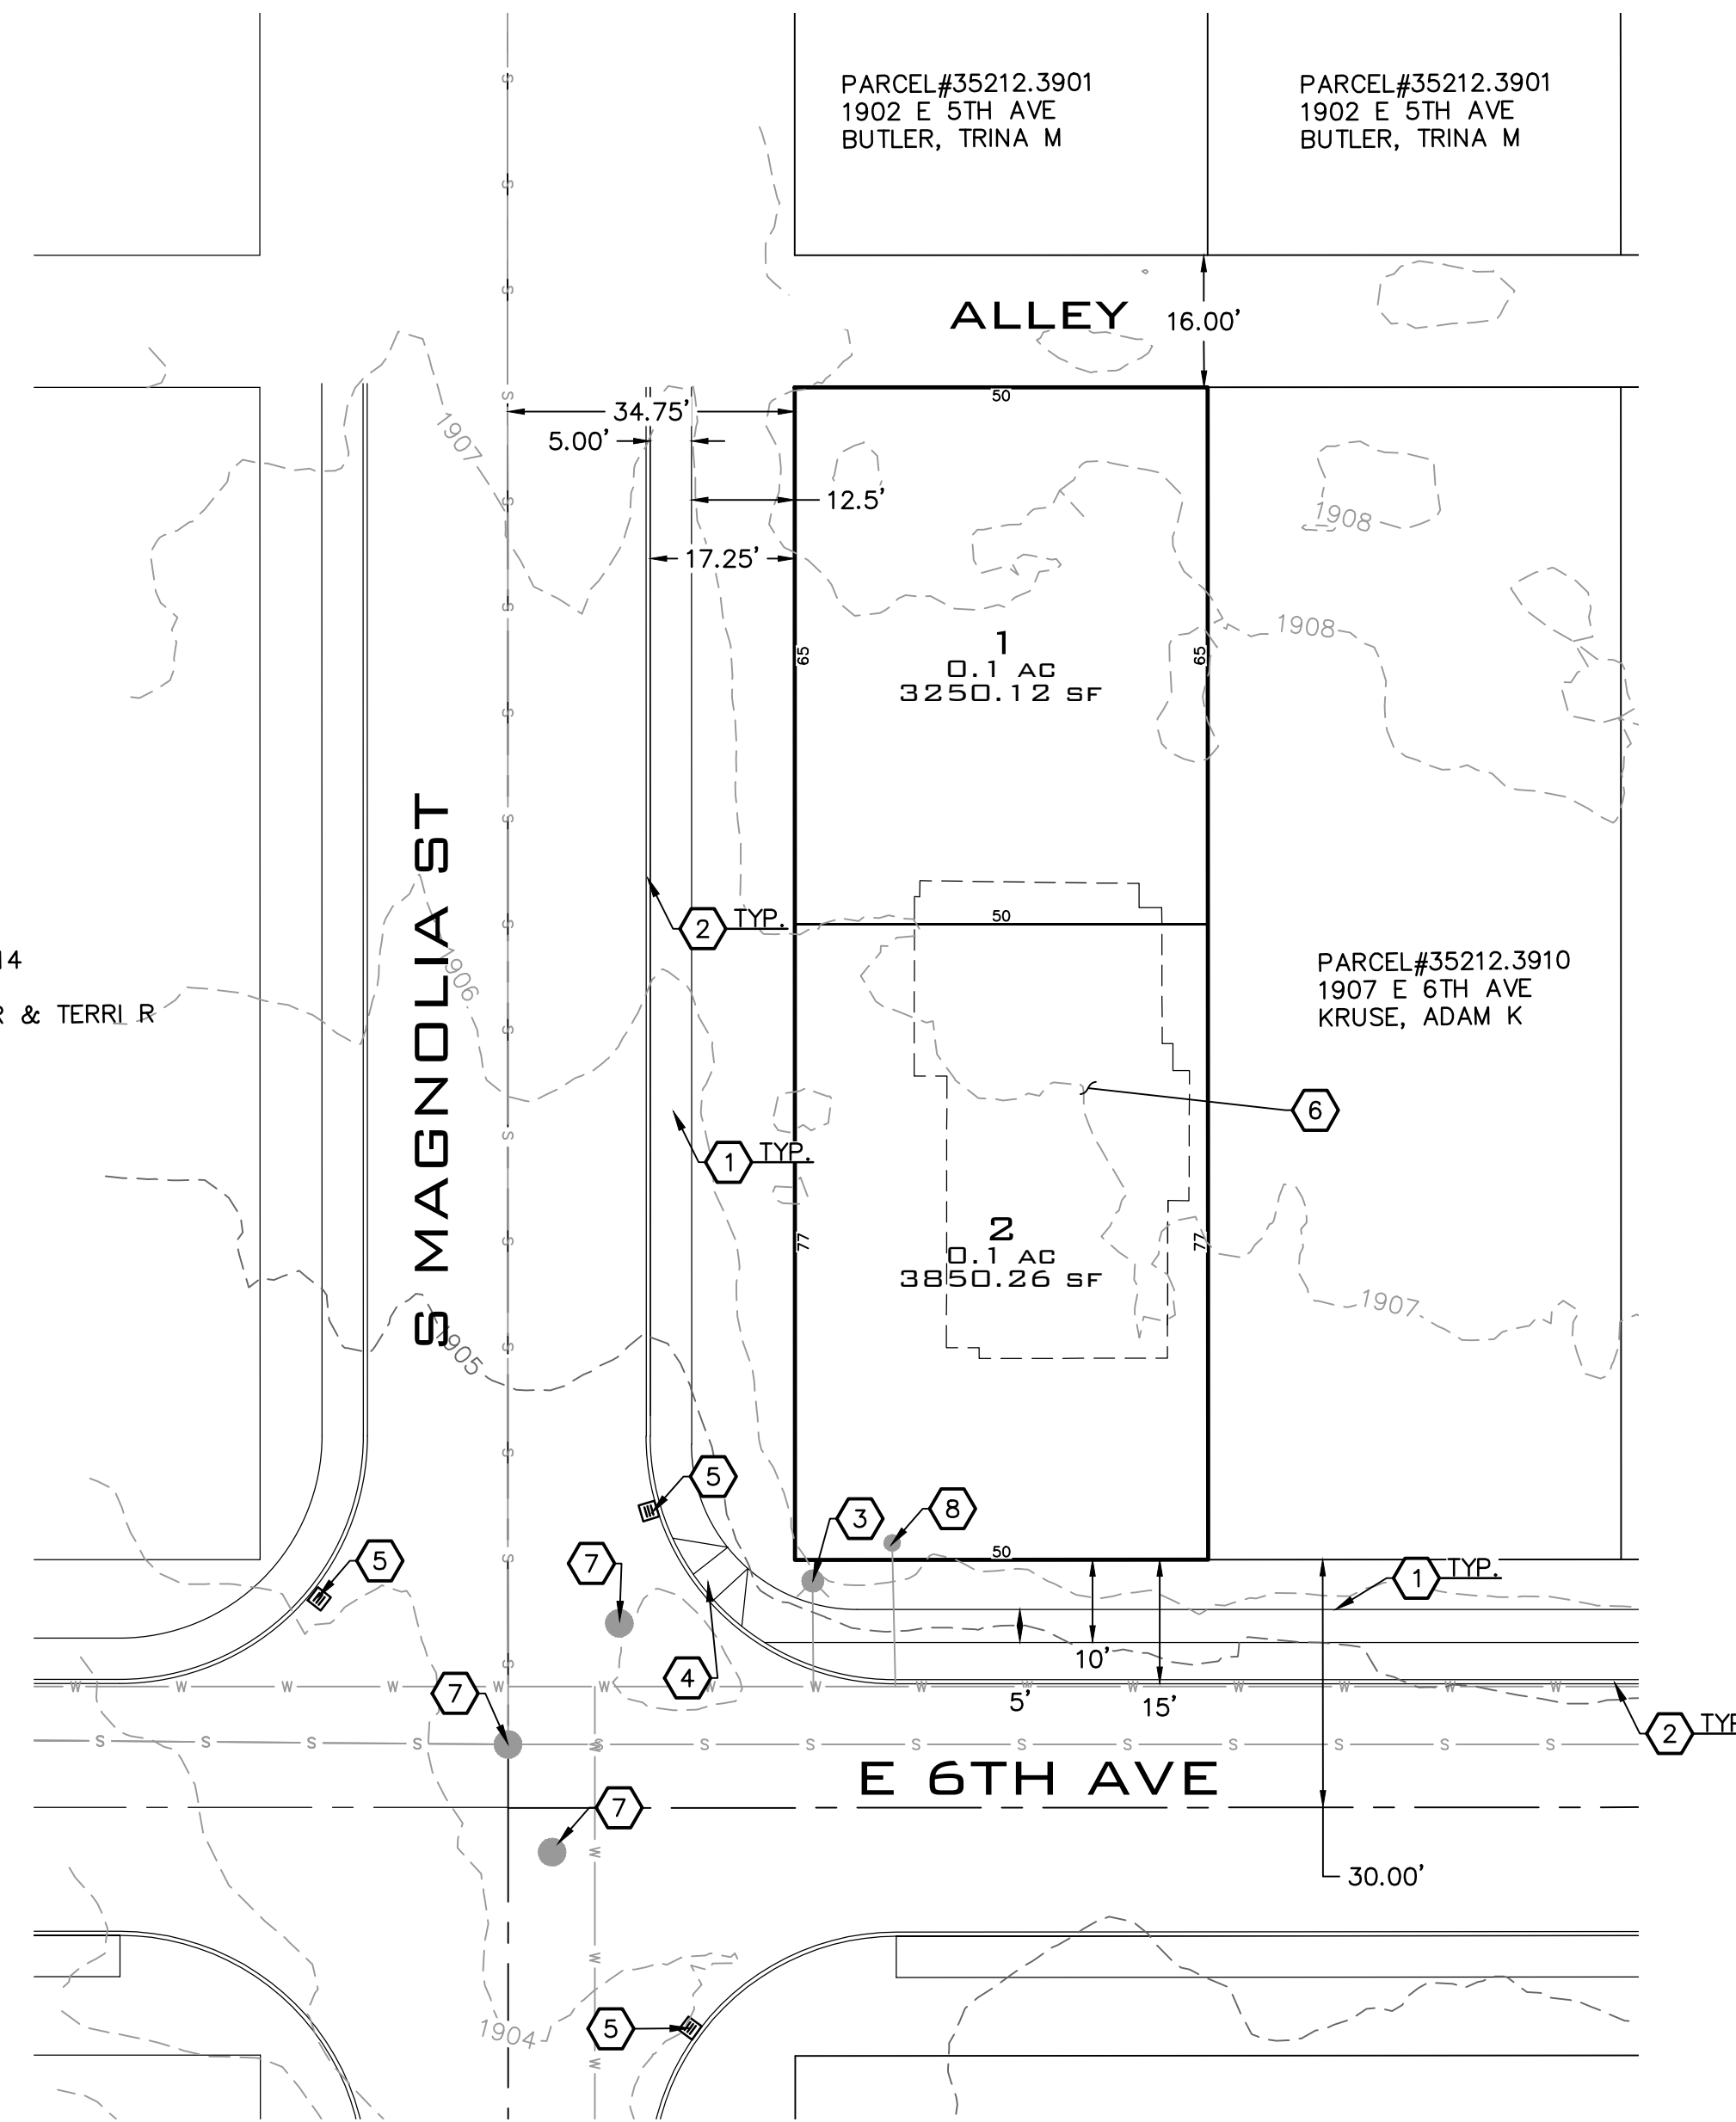 PARCEL#35212.3901
1902 E 5TH AVE
BUTLER, TRINA M
PARCEL#35212.3901
1902 E 5TH AVE
BUTLER, TRINA M
ALLEY
16.00'
50
34.75'
5.00'
12.5'
17.25'
1907
1908
1908
65
65
1
0.1 AC
3250.12 SF
S MAGNOLIA ST
2 TYP.
50
14
R & TERRI R
1906
PARCEL#35212.3910
1907 E 6TH AVE
KRUSE, ADAM K
6
1 TYP.
77
77
2
0.1 AC
3850.26 SF
1907
1905
5
3
8
50
5
7
1 TYP.
10'
4
7
5'
15'
2 TYP
S S S S S S S S S S S S S S S S
W W W W W W W W W W W W W W W
S S S S S S S S S S S S S S S
W W W W
E 6TH AVE
7
30.00'
1904
5